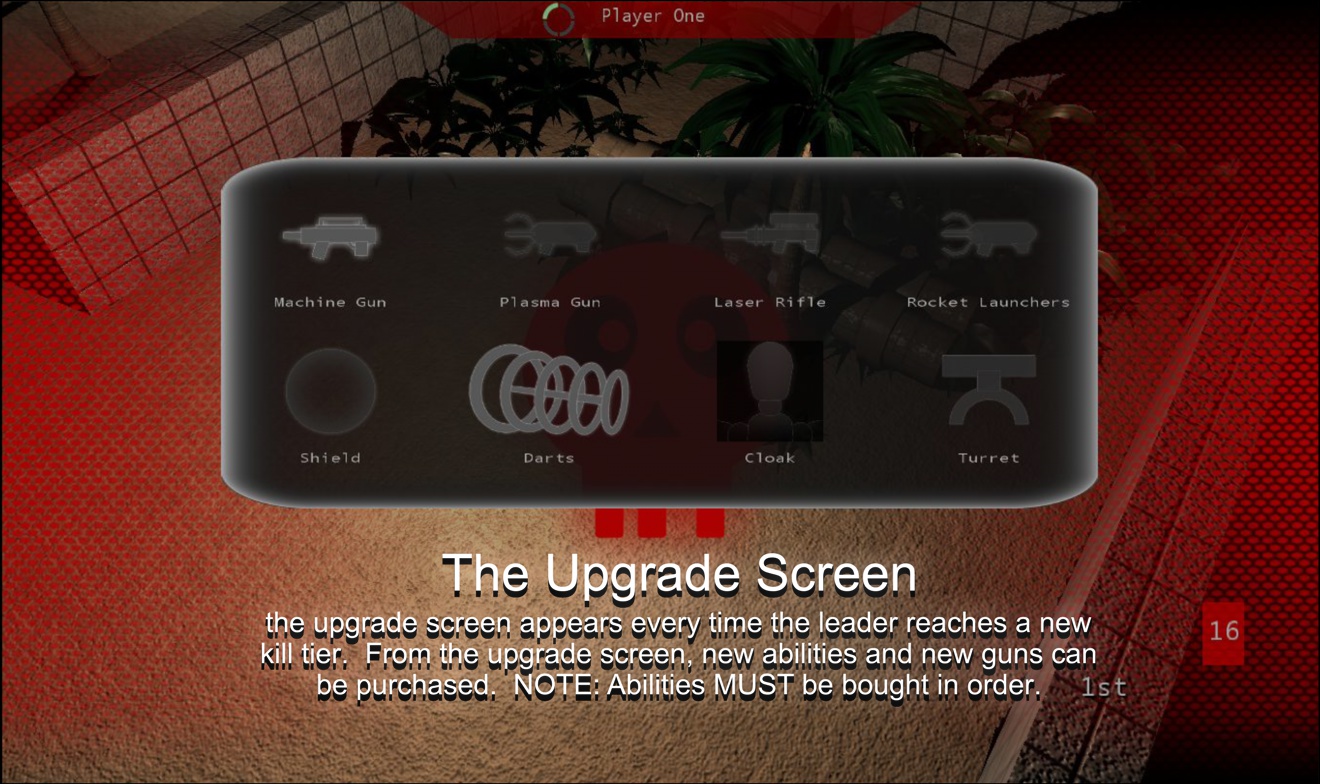 Player One
Machine Gun
Plasma Gun
Laser Rifle
Rocket Launchers
Shield
Darts
Cloak
Turret
The Upgrade Screen
the upgrade screen appears every time the leader reaches a new
kill tier.  From the upgrade screen, new abilities and new guns can
be purchased.  NOTE: Abilities MUST be bought in order.
16
1st